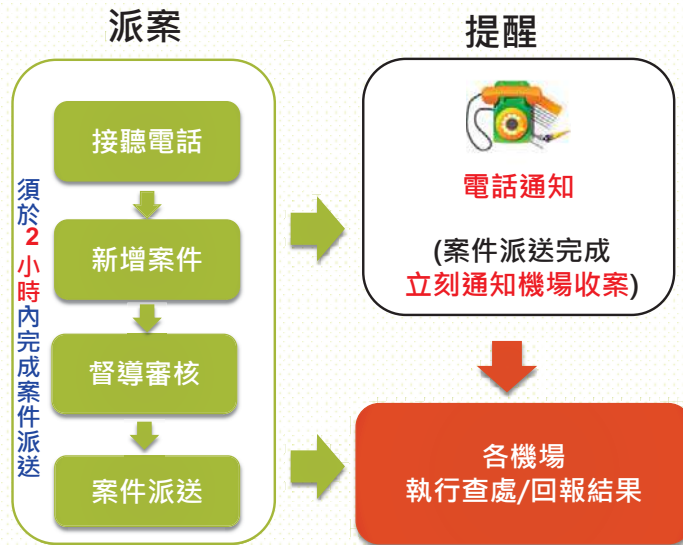 派案
須於2小時內完成案件派送
接聽電話
新增案件
督導審核
案件派送
提醒
電話通知
(案件派送完成
立刻通知機場收案)
各機場
執行查處/回報結果